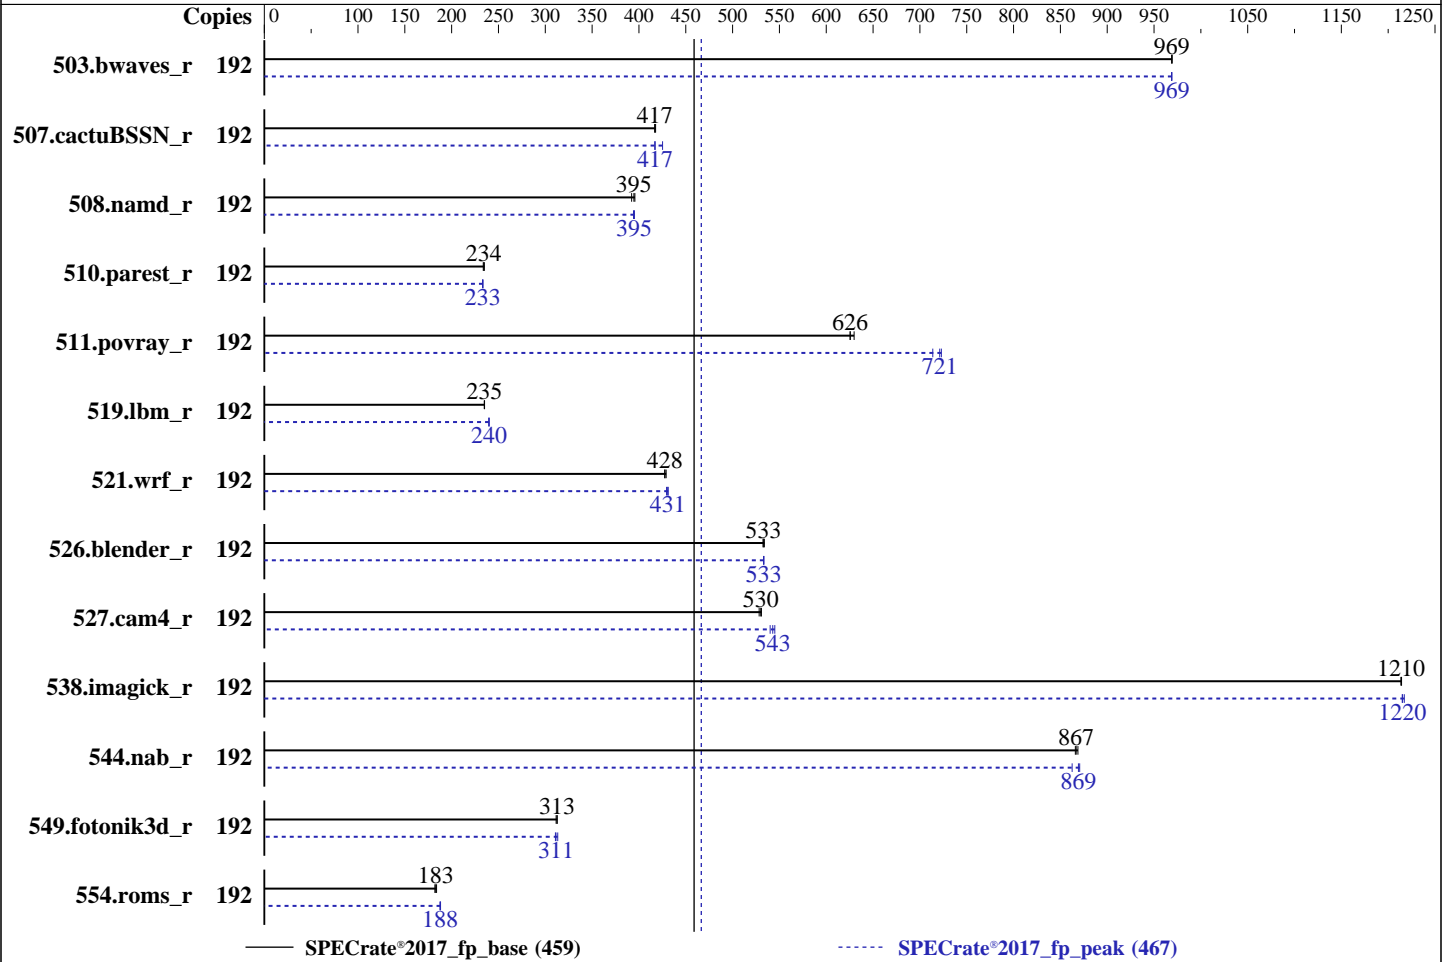 Copies 0 100 150 200 250 300 350 400 450 500 550 600 650 700 750 800 850 900 950 1050 1150 1250
503.bwaves_r 192 969
969
507.cactuBSSN_r 192 417
417
508.namd_r 192 395
395
510.parest_r 192 234
233
511.povray_r 192 626
721
519.lbm_r 192 235
240
521.wrf_r 192 428
431
526.blender_r 192 533
533
527.cam4_r 192 530
543
538.imagick_r 192 1210
1220
544.nab_r 192 867
869
549.fotonik3d_r 192 313
311
554.roms_r 192 183
188
SPECrate®2017_fp_base (459) SPECrate®2017_fp_peak (467)